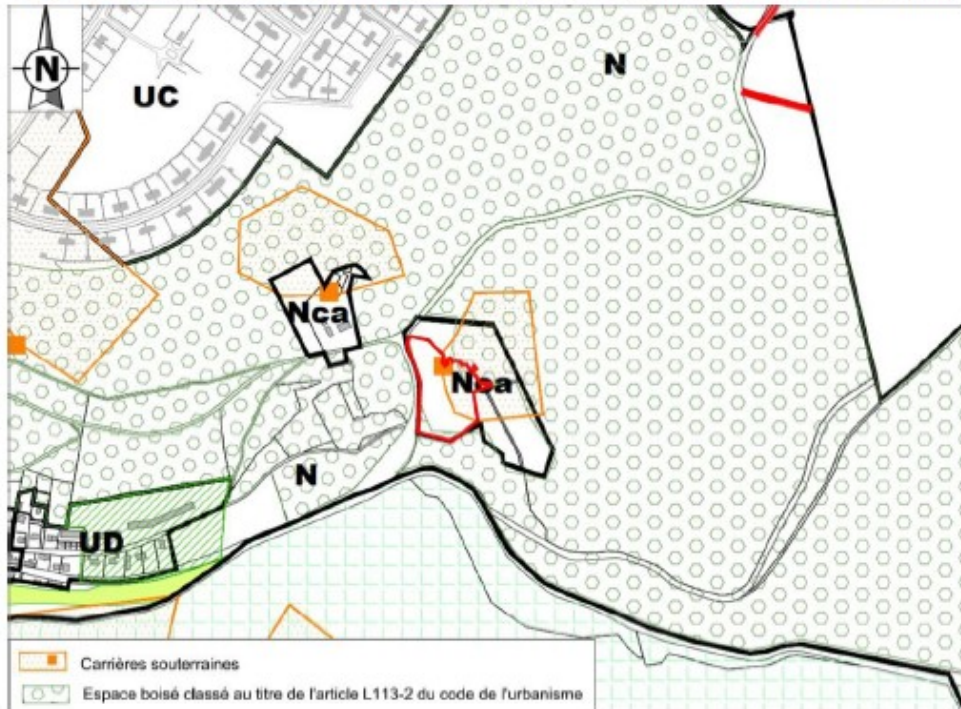 N
N
UC
Nca
Nca
N
UD
Carrières souterraines
Espace boisé classé au titre de l'article L113-2 du code de l'urbanisme